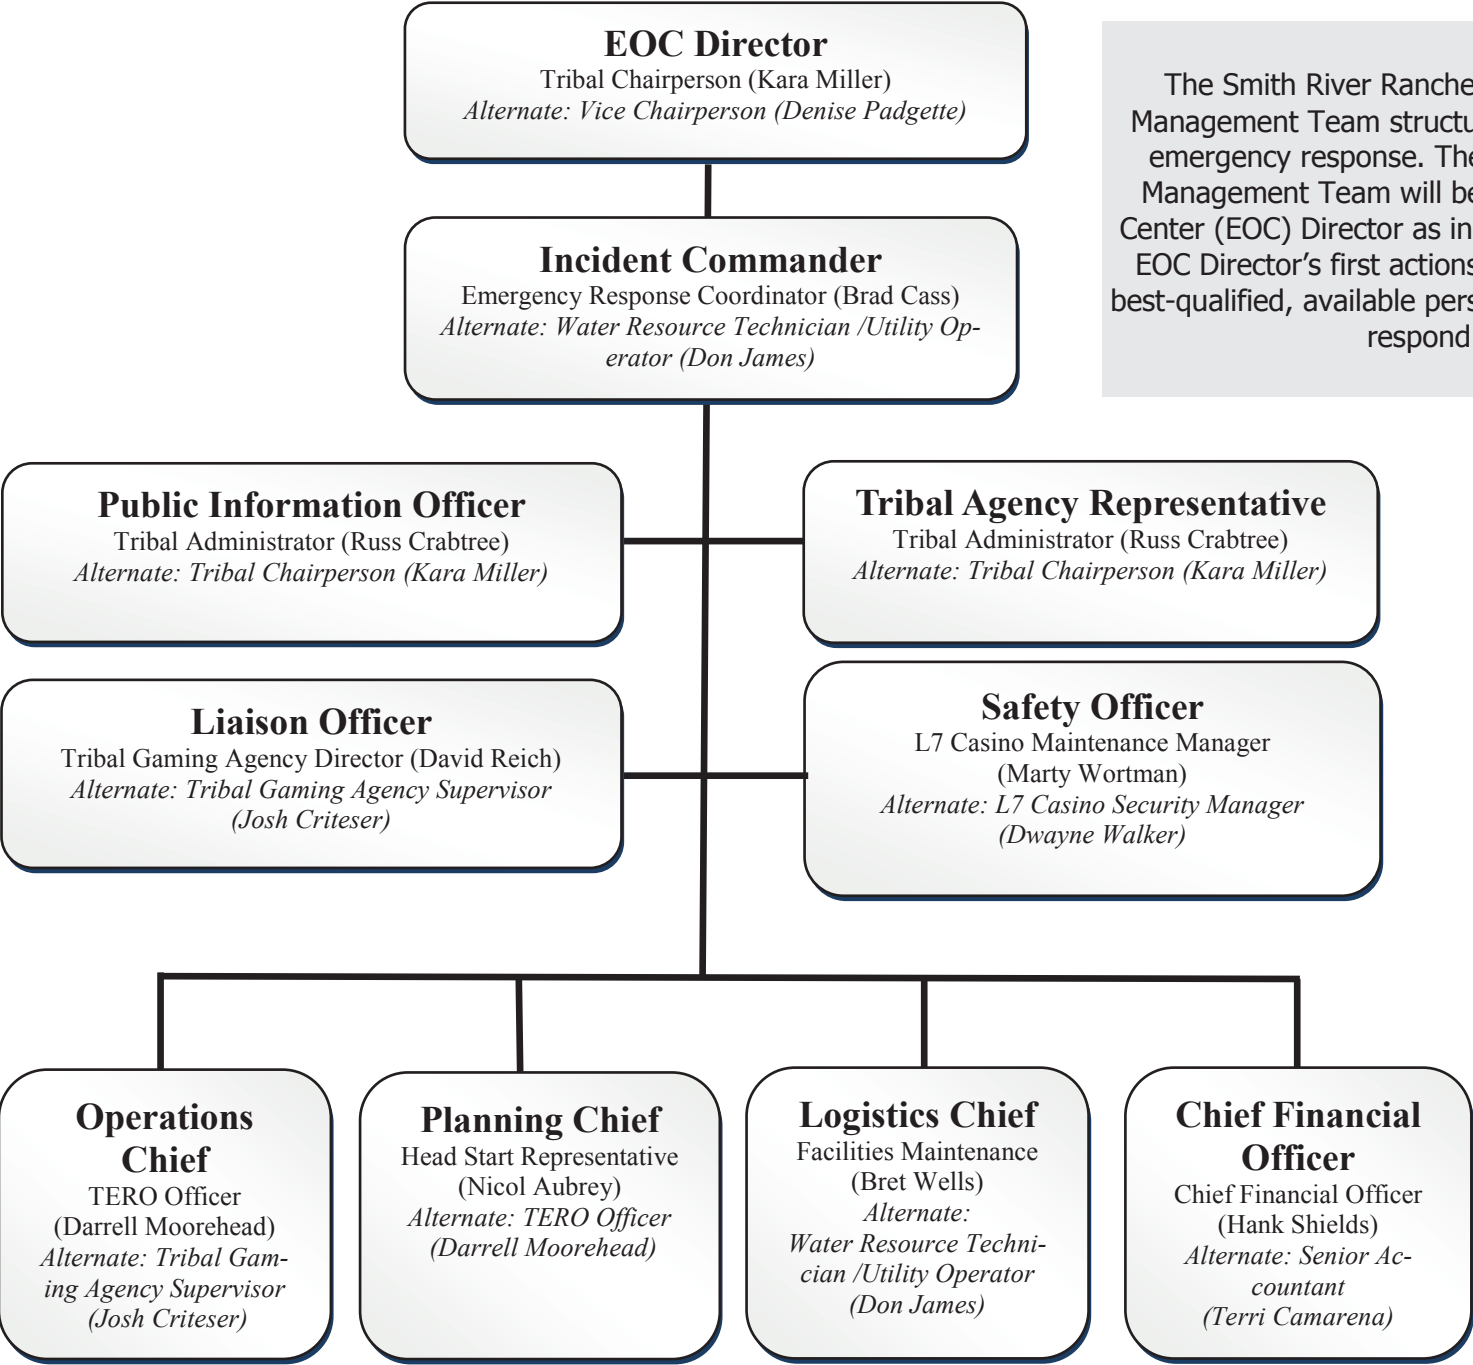 EOC Director
Tribal Chairperson (Kara Miller)
Alternate: Vice Chairperson (Denise Padgette)
The Smith River Ranche
Management Team structu
emergency response. The
Management Team will be
Center (EOC) Director as in
EOC Director’s first actions
best-qualified, available pers
respond
Incident Commander
Emergency Response Coordinator (Brad Cass)
Alternate: Water Resource Technician /Utility Op-
erator (Don James)
Public Information Officer
Tribal Administrator (Russ Crabtree)
Alternate: Tribal Chairperson (Kara Miller)
Tribal Agency Representative
Tribal Administrator (Russ Crabtree)
Alternate: Tribal Chairperson (Kara Miller)
Liaison Officer
Tribal Gaming Agency Director (David Reich)
Alternate: Tribal Gaming Agency Supervisor
(Josh Criteser)
Safety Officer
L7 Casino Maintenance Manager
(Marty Wortman)
Alternate: L7 Casino Security Manager
(Dwayne Walker)
Operations
Chief
TERO Officer
(Darrell Moorehead)
Alternate: Tribal Gam-
ing Agency Supervisor
(Josh Criteser)
Planning Chief
Head Start Representative
(Nicol Aubrey)
Alternate: TERO Officer
(Darrell Moorehead)
Logistics Chief
Facilities Maintenance
(Bret Wells)
Alternate:
Water Resource Techni-
cian /Utility Operator
(Don James)
Chief Financial
Officer
Chief Financial Officer
(Hank Shields)
Alternate: Senior Ac-
countant
(Terri Camarena)